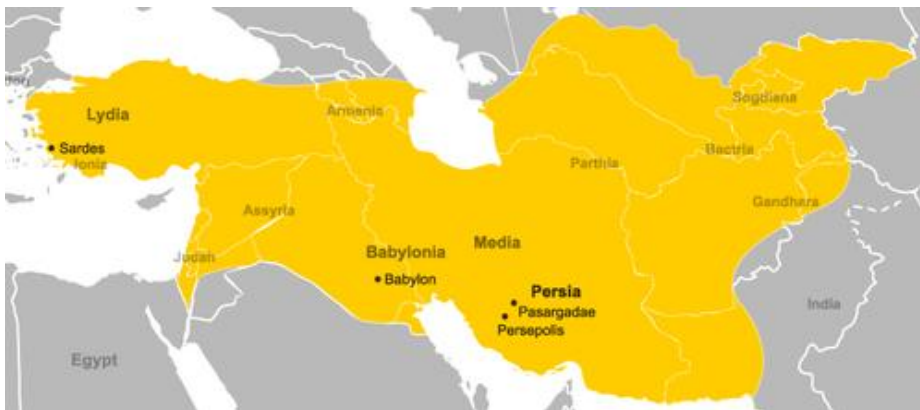 Lydia
Armenia
Sogdiana
Sardes
Ionia
Parthia
Bactria
Assyria
Gandhara
Judah
Babylonia
Media
Babylon
Persia
Pasargadae
India
Persepolis
Egypt